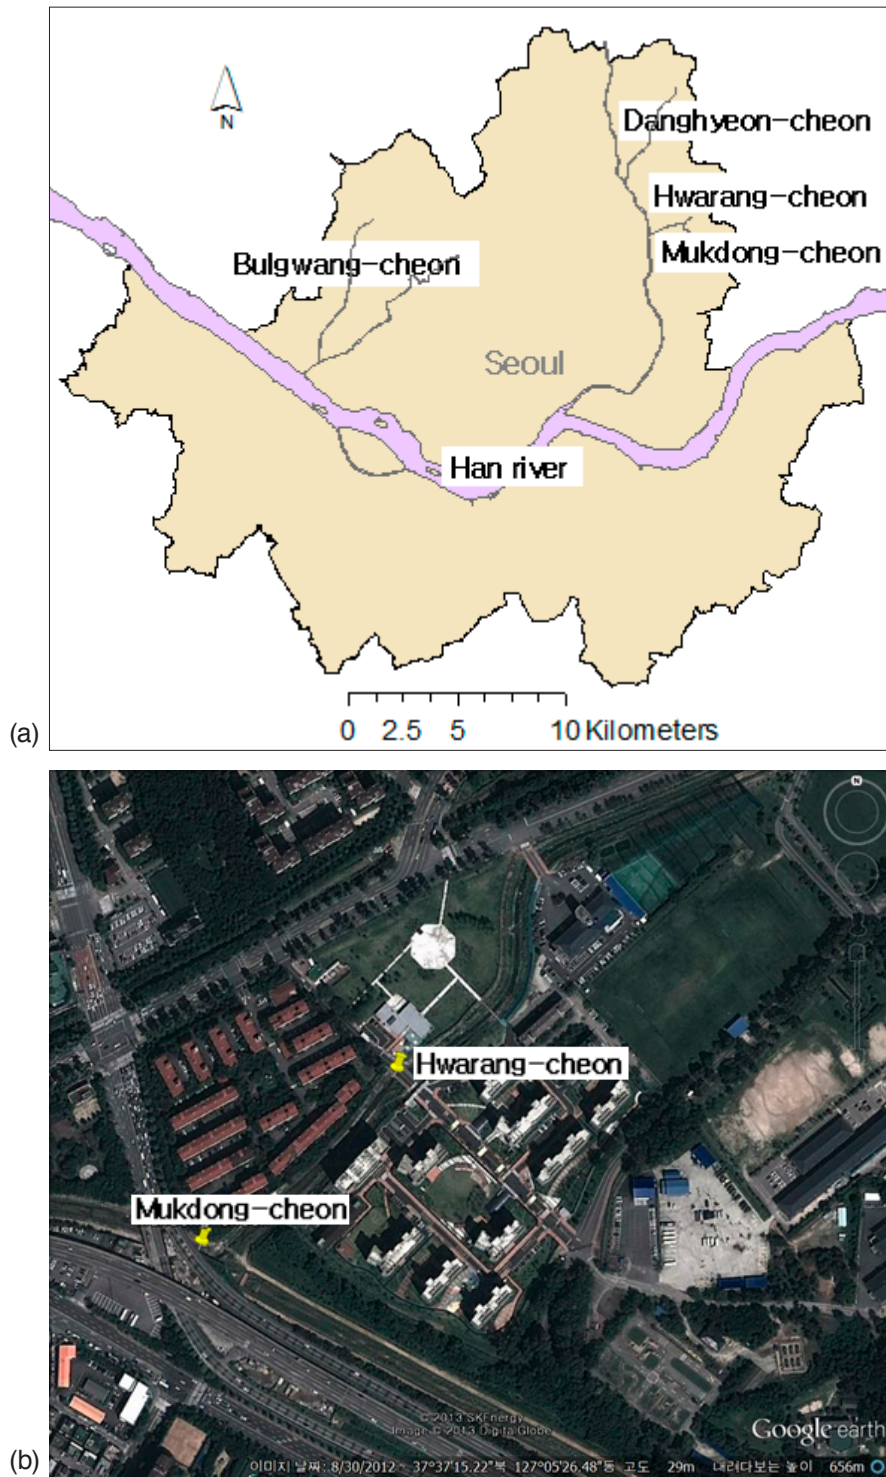 N
Danghyeon-cheon
Hwarang-cheon
Mukdong-cheon
Bulgwang-cheon
Seoul
Han river
0 2.5 5 10 Kilometers
(a)
N
Hwarang-cheon
Mukdong-cheon
© 2013 SKEnergy
Image © 2013 DigitalGlobe
Google earth
(b)
이미지 날짜: 8/30/2012 37°37'15.22"북 127°05'26.48"동 고도 29m 내려다보는 높이 656m